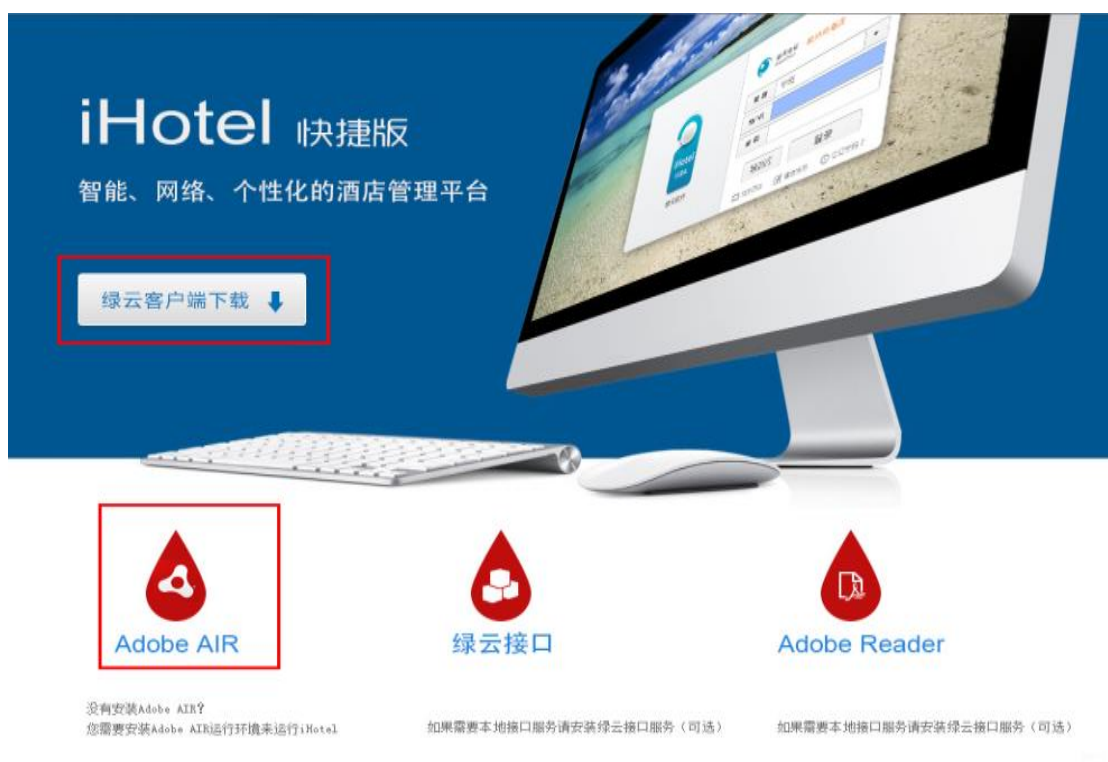 iHotel 快捷版
智能、网络、个性化的酒店管理平台
绿云客户端下载
iHotel
Adobe AIR
绿云接口
Adobe Reader
没有安装Adobe AIR?
您需要安装Adobe AIR运行环境来运行iHotel
如果需要本地接口服务请安装绿云接口服务（可选）
如果需要本地接口服务请安装绿云接口服务（可选）